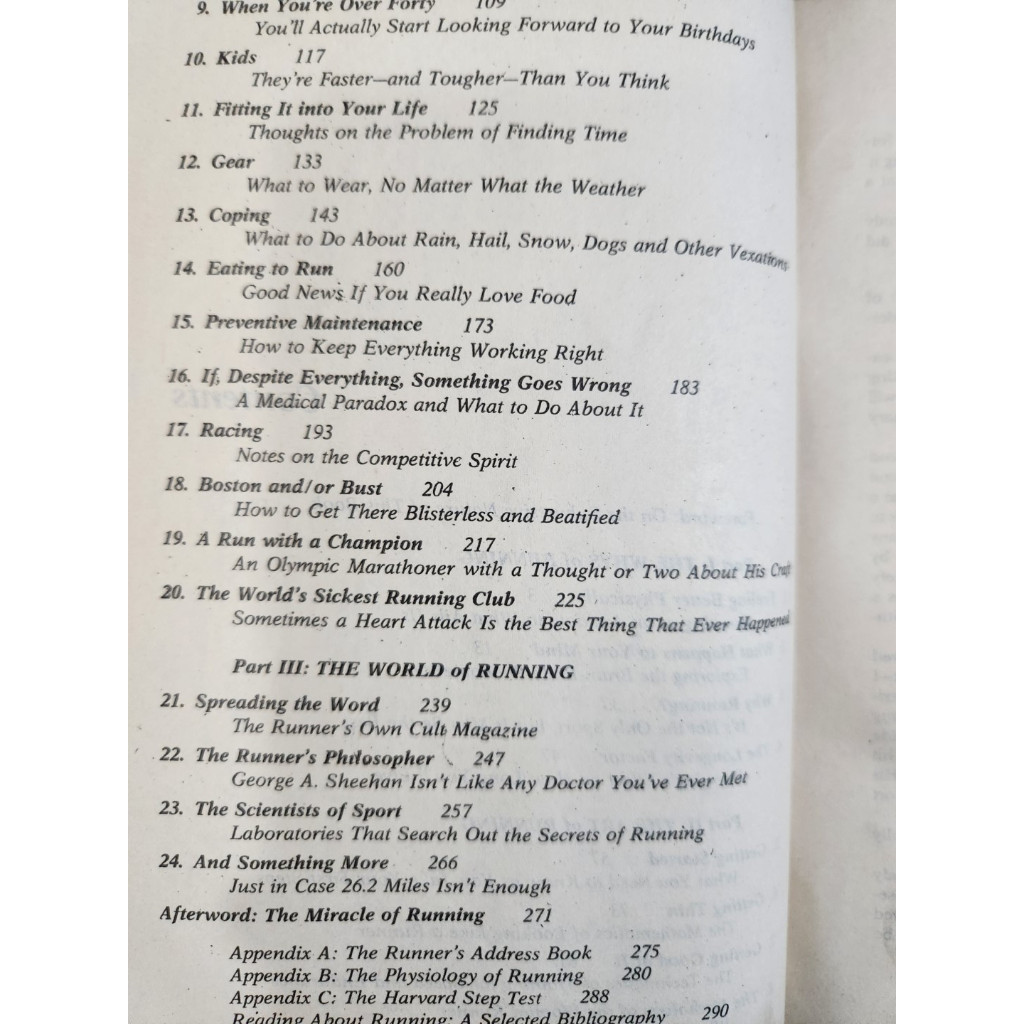 9. When You're Over Forty 109
You'll Actually Start Looking Forward to Your Birthdays
10. Kids 117
They're Faster—and Tougher—Than You Think
11. Fitting It into Your Life 125
Thoughts on the Problem of Finding Time
12. Gear 133
What to Wear, No Matter What the Weather
13. Coping 143
What to Do About Rain, Hail, Snow, Dogs and Other Vexations
14. Eating to Run 160
Good News If You Really Love Food
15. Preventive Maintenance 173
How to Keep Everything Working Right
16. If, Despite Everything, Something Goes Wrong 183
A Medical Paradox and What to Do About It
17. Racing 193
Notes on the Competitive Spirit
18. Boston and/or Bust 204
How to Get There Blisterless and Beatified
19. A Run with a Champion 217
An Olympic Marathoner with a Thought or Two About His Craft
20. The World's Sickest Running Club 225
Sometimes a Heart Attack Is the Best Thing That Ever Happened
Part III: THE WORLD of RUNNING
21. Spreading the Word 239
The Runner's Own Cult Magazine
22. The Runner's Philosopher 247
George A. Sheehan Isn't Like Any Doctor You've Ever Met
23. The Scientists of Sport 257
Laboratories That Search Out the Secrets of Running
24. And Something More 266
Just in Case 26.2 Miles Isn't Enough
Afterword: The Miracle of Running 271
Appendix A: The Runner's Address Book 275
Appendix B: The Physiology of Running 280
Appendix C: The Harvard Step Test 288
Reading About Running: A Selected Bibliography 290